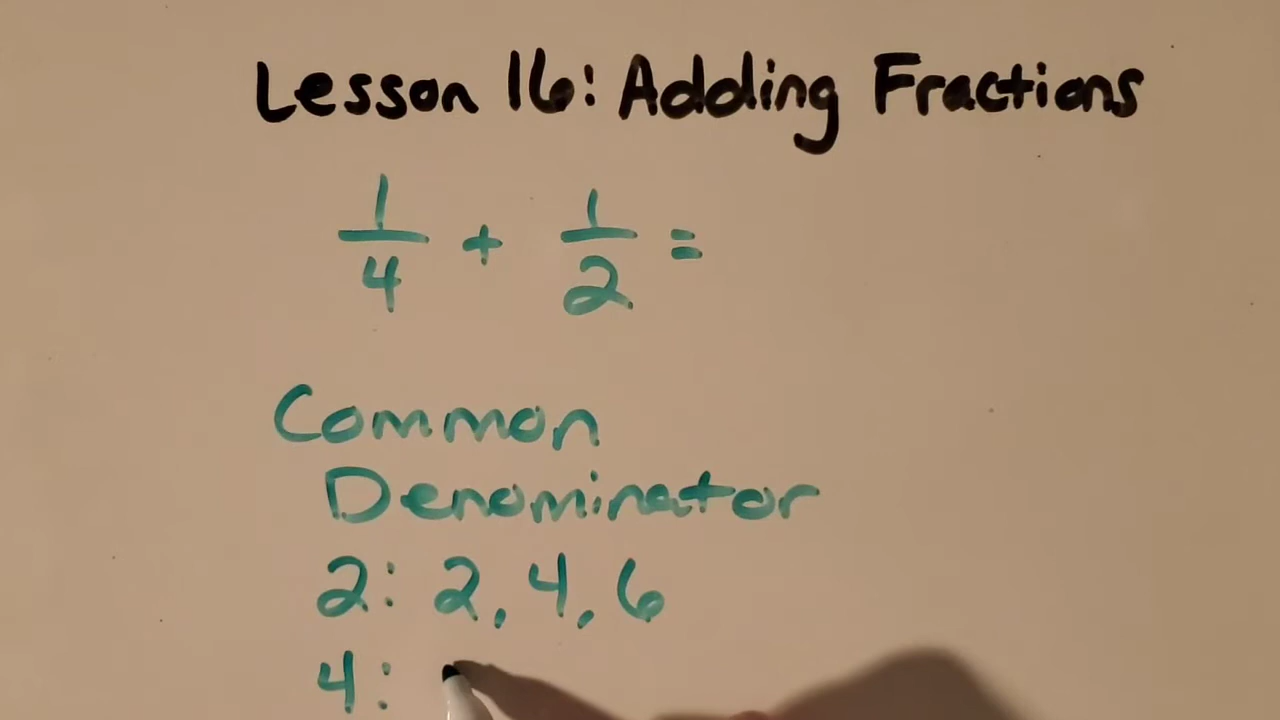 Lesson 16: Adding Fractions
1/4 + 1/2 =
Common
Denominator
2: 2, 4, 6
4: